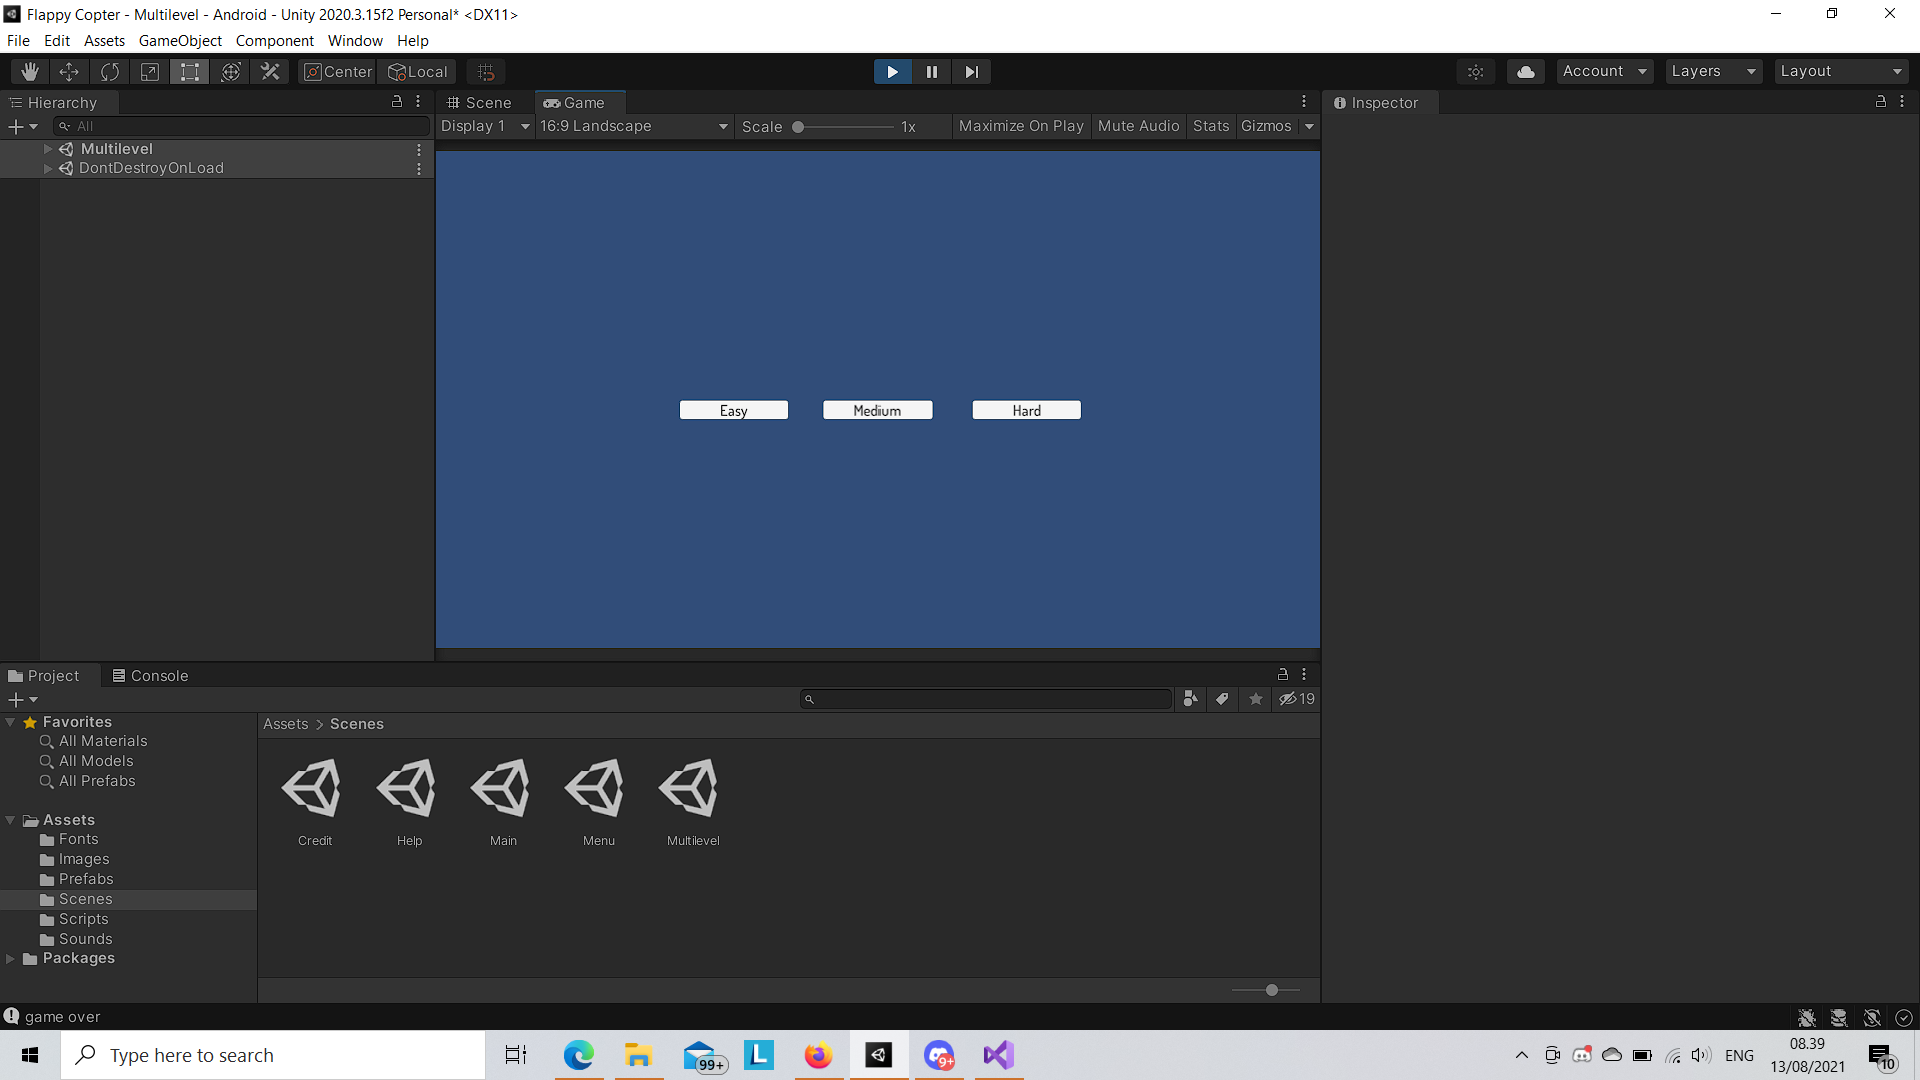 Flappy Copter - Multilevel - Android - Unity 2020.3.15f2 Personal* <DX11>
File Edit Assets GameObject Component Window Help
Center Local Account Layers Layout
Hierarchy
All
Multilevel
DontDestroyOnLoad
Scene Game
Display 1 16:9 Landscape Scale 1x Maximize On Play Mute Audio Stats Gizmos
Easy Medium Hard
Inspector
Project Console
19
Favorites
All Materials
All Models
All Prefabs
Assets
Fonts
Images
Prefabs
Scenes
Scripts
Sounds
Packages
Assets > Scenes
Credit Help Main Menu Multilevel
game over
Type here to search
99+
L
9+
ENG
08.39
13/08/2021
10